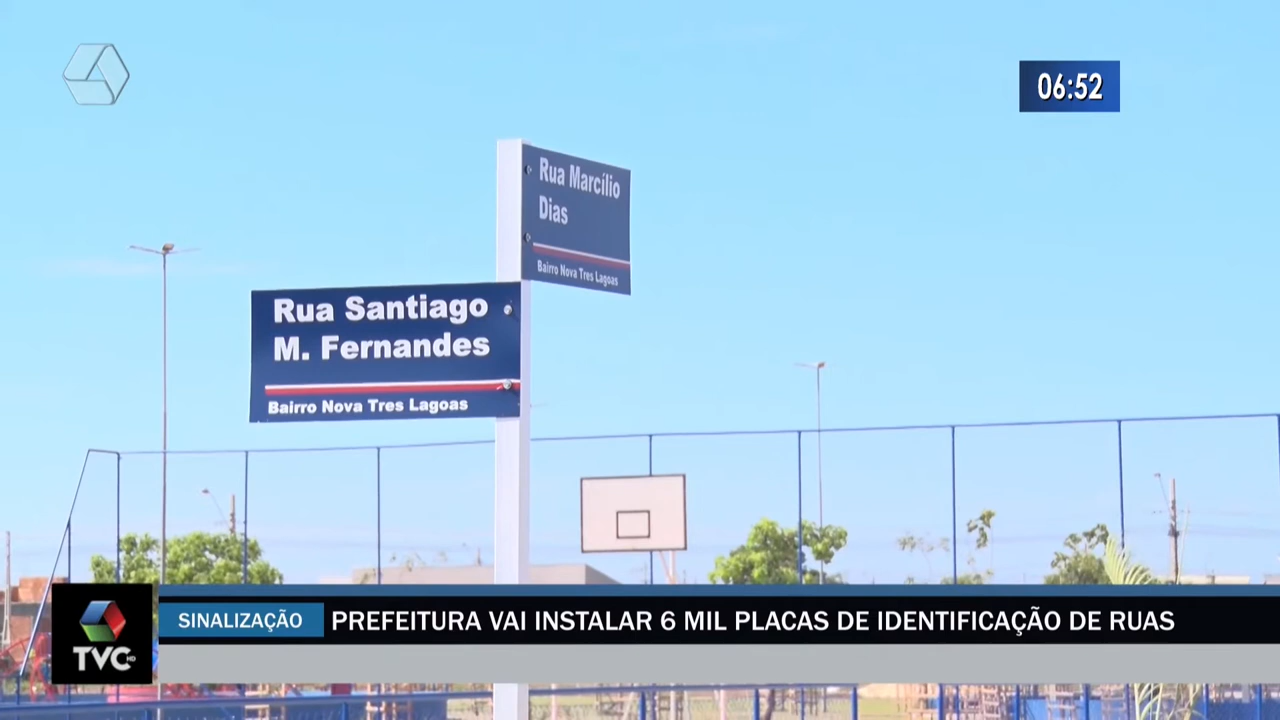 06:52
Rua Marcílio
Dias
Bairro Nova Tres Lagoas
Rua Santiago
M. Fernandes
Bairro Nova Tres Lagoas
SINALIZAÇÃO
PREFEITURA VAI INSTALAR 6 MIL PLACAS DE IDENTIFICAÇÃO DE RUAS
TVC HD